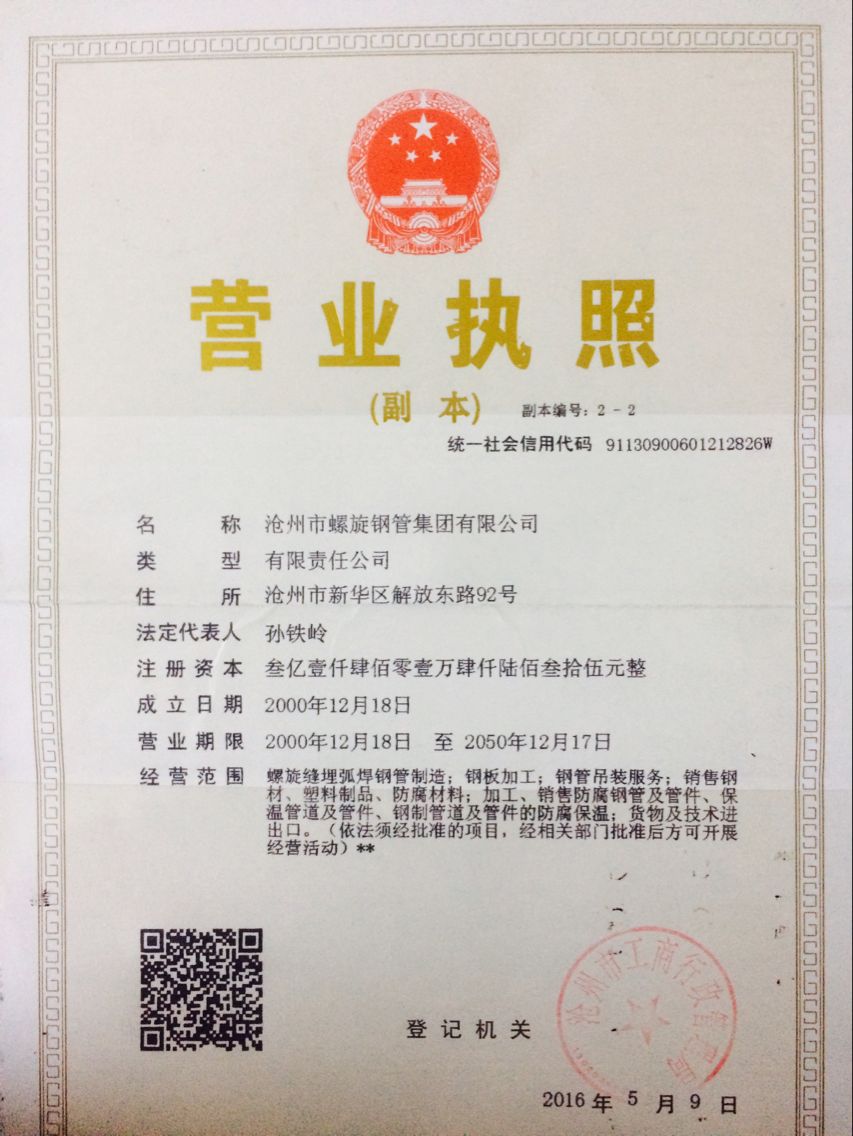 营业执照
(副 本) 副本编号：2-2
统一社会信用代码 91130900601212826W
名称 沧州市螺旋钢管集团有限公司
类型 有限责任公司
住所 沧州市新华区解放东路92号
法定代表人 孙铁岭
注册资本 叁亿壹仟肆佰零壹万肆仟陆佰叁拾伍元整
成立日期 2000年12月18日
营业期限 2000年12月18日 至 2050年12月17日
经营范围 螺旋缝埋弧焊钢管制造；钢板加工；钢管吊装服务；销售钢
材、塑料制品、防腐材料；加工、销售防腐钢管及管件、保
温管道及管件、钢制管道及管件的防腐保温；货物及技术进
出口。（依法须经批准的项目，经相关部门批准后方可开展
经营活动）**
沧州市工商行政管理局
登记机关
2016年5月9日